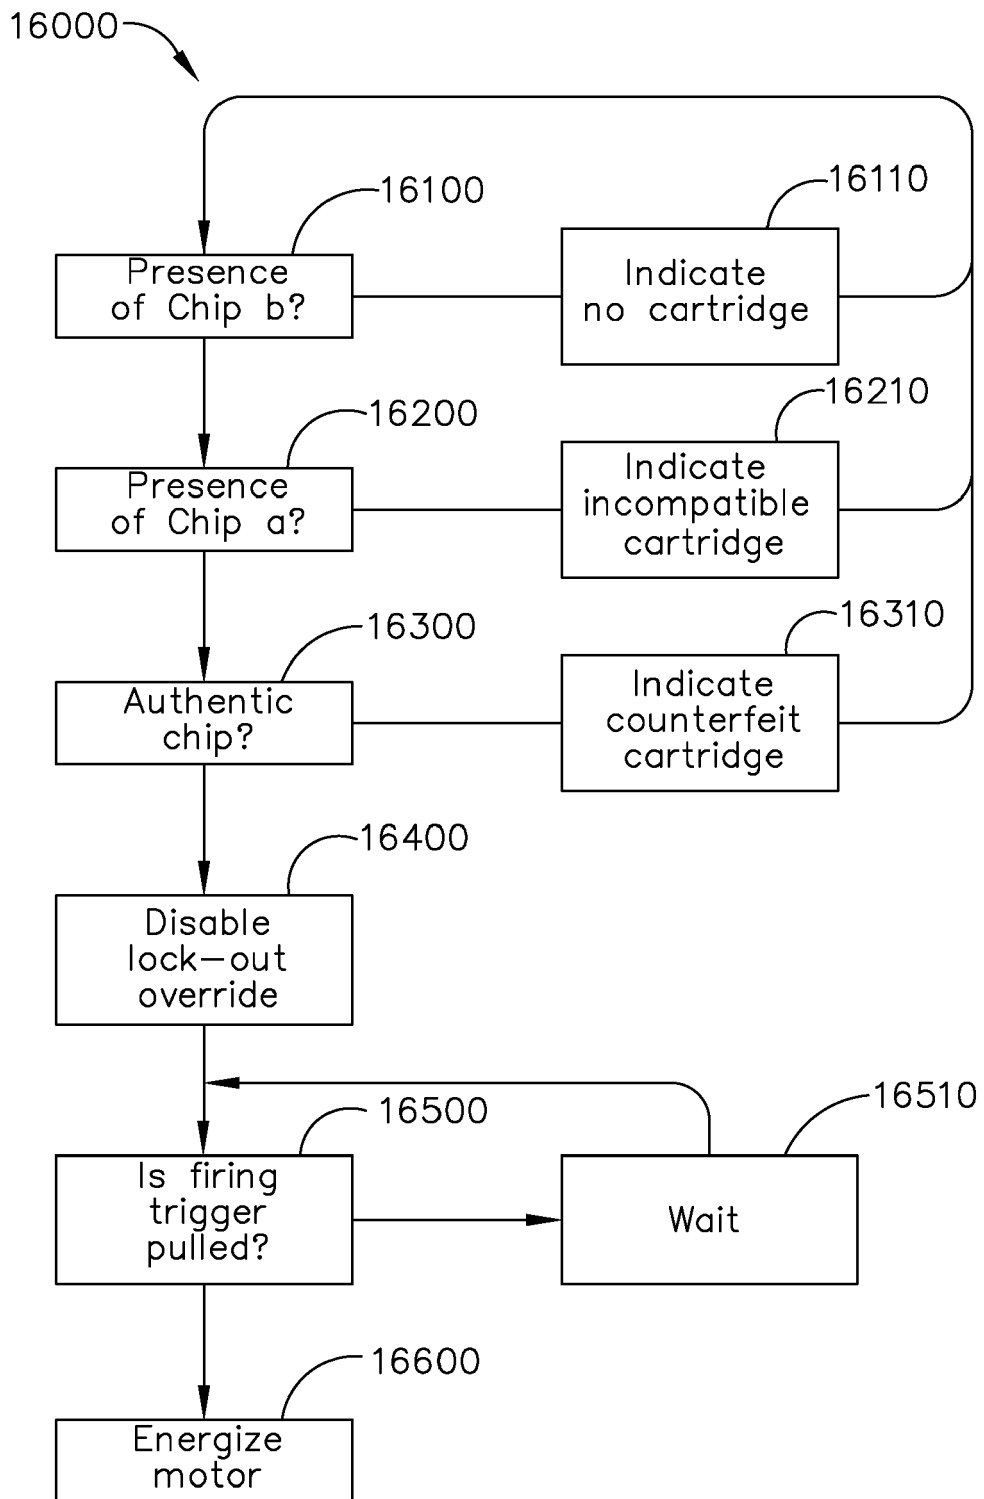 16000
16100
Presence
of Chip b?
16110
Indicate
no cartridge
16200
Presence
of Chip a?
16210
Indicate
incompatible
cartridge
16300
Authentic
chip?
16310
Indicate
counterfeit
cartridge
16400
Disable
lock-out
override
16500
Is firing
trigger
pulled?
16510
Wait
16600
Energize
motor